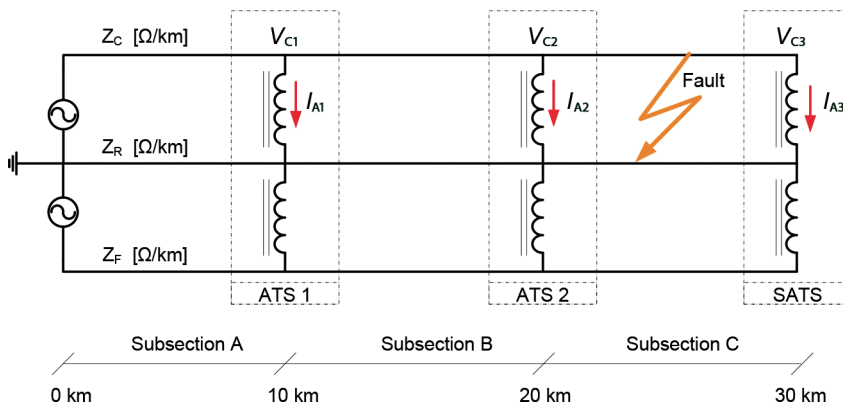 Z_C [Ω/km]
V_C1
V_C2
V_C3
Fault
I_A1
I_A2
I_A3
Z_R [Ω/km]
Z_F [Ω/km]
ATS 1
ATS 2
SATS
Subsection A
Subsection B
Subsection C
0 km
10 km
20 km
30 km